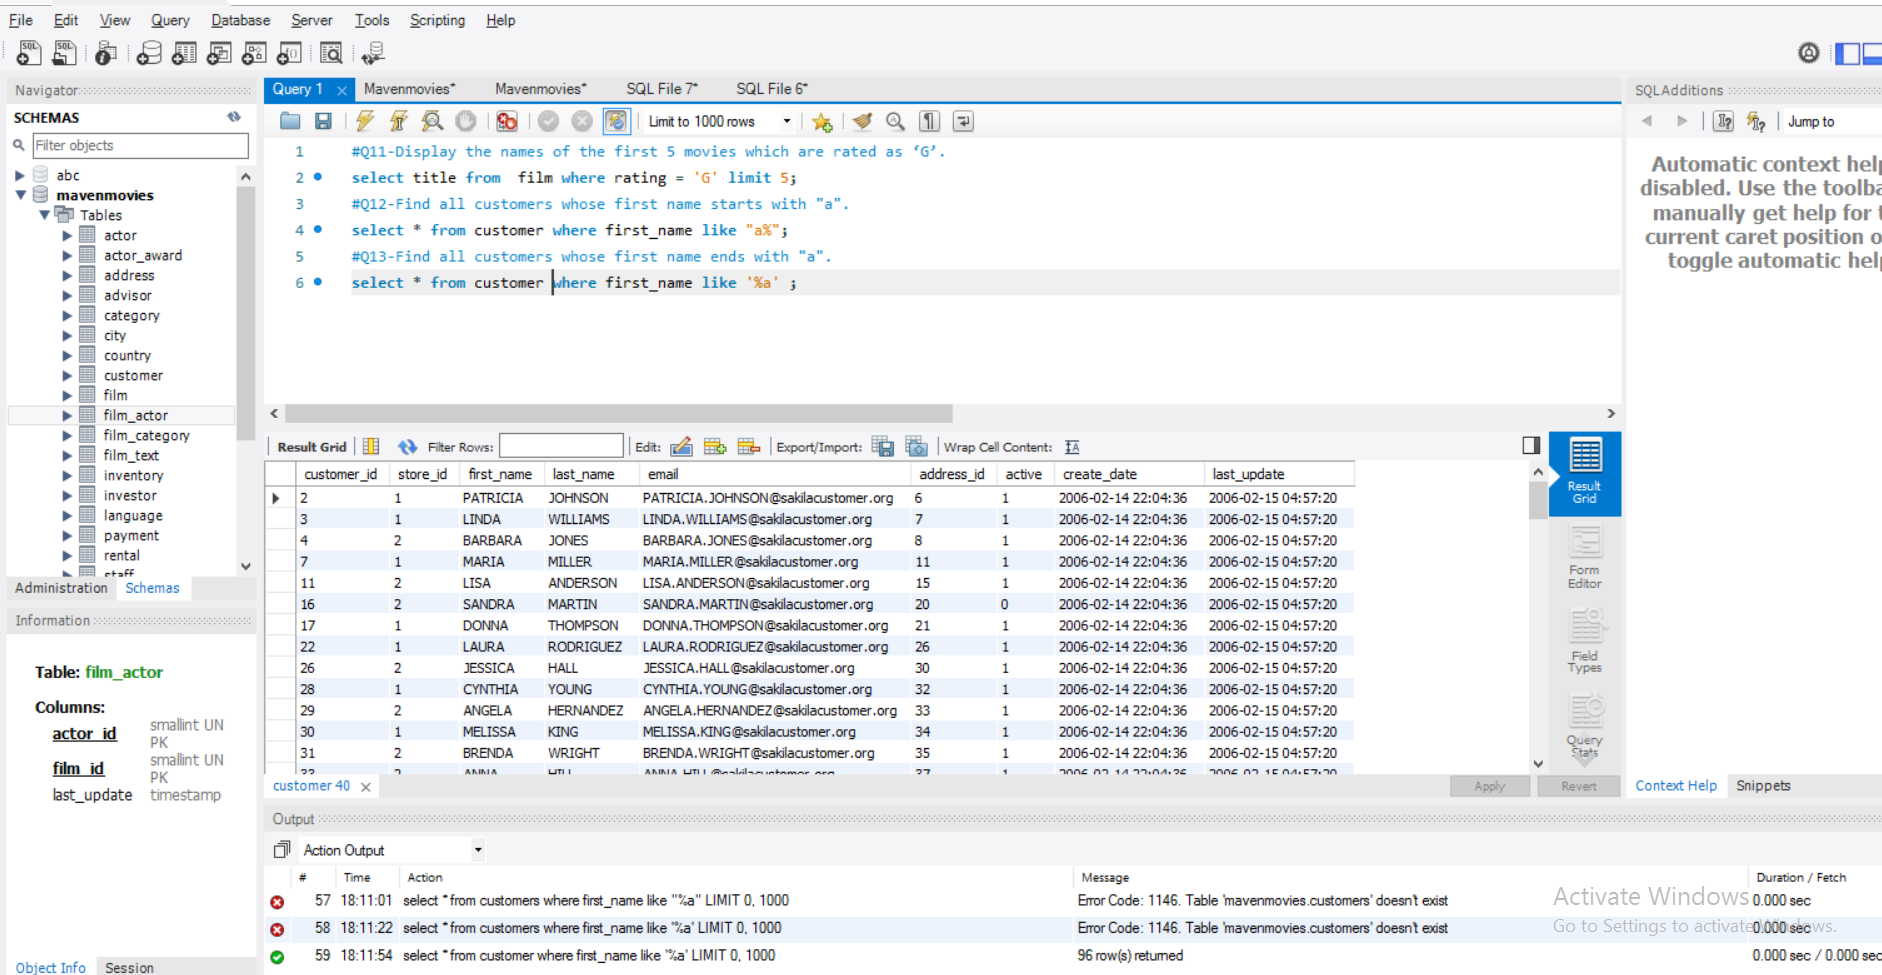 File Edit View Query Database Server Tools Scripting Help
Navigator
SCHEMAS
Filter objects
abc
mavenmovies
Tables
actor
actor_award
address
advisor
category
city
country
customer
film
film_actor
film_category
film_text
inventory
investor
language
payment
rental
staff
Administration Schemas
Information
Table: film_actor
Columns:
actor_id smallint UN PK
film_id smallint UN PK
last_update timestamp
Object Info Session
Query 1 Mavenmovies* Mavenmovies* SQL File 7* SQL File 6*
Limit to 1000 rows
1 #Q11-Display the names of the first 5 movies which are rated as ‘G’.
2 select title from  film where rating = 'G' limit 5;
3 #Q12-Find all customers whose first name starts with "a".
4 select * from customer where first_name like "a%";
5 #Q13-Find all customers whose first name ends with "a".
6 select * from customer where first_name like '%a' ;
Result Grid Filter Rows: Edit: Export/Import: Wrap Cell Content:
customer_id store_id first_name last_name email address_id active create_date last_update
2 1 PATRICIA JOHNSON PATRICIA.JOHNSON@sakilacustomer.org 6 1 2006-02-14 22:04:36 2006-02-15 04:57:20
3 1 LINDA WILLIAMS LINDA.WILLIAMS@sakilacustomer.org 7 1 2006-02-14 22:04:36 2006-02-15 04:57:20
4 2 BARBARA JONES BARBARA.JONES@sakilacustomer.org 8 1 2006-02-14 22:04:36 2006-02-15 04:57:20
7 1 MARIA MILLER MARIA.MILLER@sakilacustomer.org 11 1 2006-02-14 22:04:36 2006-02-15 04:57:20
11 2 LISA ANDERSON LISA.ANDERSON@sakilacustomer.org 15 1 2006-02-14 22:04:36 2006-02-15 04:57:20
16 2 SANDRA MARTIN SANDRA.MARTIN@sakilacustomer.org 20 0 2006-02-14 22:04:36 2006-02-15 04:57:20
17 1 DONNA THOMPSON DONNA.THOMPSON@sakilacustomer.org 21 1 2006-02-14 22:04:36 2006-02-15 04:57:20
22 1 LAURA RODRIGUEZ LAURA.RODRIGUEZ@sakilacustomer.org 26 1 2006-02-14 22:04:36 2006-02-15 04:57:20
26 2 JESSICA HALL JESSICA.HALL@sakilacustomer.org 30 1 2006-02-14 22:04:36 2006-02-15 04:57:20
28 1 CYNTHIA YOUNG CYNTHIA.YOUNG@sakilacustomer.org 32 1 2006-02-14 22:04:36 2006-02-15 04:57:20
29 2 ANGELA HERNANDEZ ANGELA.HERNANDEZ@sakilacustomer.org 33 1 2006-02-14 22:04:36 2006-02-15 04:57:20
30 1 MELISSA KING MELISSA.KING@sakilacustomer.org 34 1 2006-02-14 22:04:36 2006-02-15 04:57:20
31 2 BRENDA WRIGHT BRENDA.WRIGHT@sakilacustomer.org 35 1 2006-02-14 22:04:36 2006-02-15 04:57:20
33 2 ANNA HILL ANNA.HILL@sakilacustomer.org 37 1 2006-02-14 22:04:36 2006-02-15 04:57:20
Result Grid
Form Editor
Field Types
Query Stats
customer 40 Apply Revert
SQLAdditions
Jump to
Automatic context help
disabled. Use the toolba
manually get help for t
current caret position o
toggle automatic help
Context Help Snippets
Output
Action Output
# Time Action Message Duration / Fetch
57 18:11:01 select * from customers where first_name like "%a" LIMIT 0, 1000 Error Code: 1146. Table 'mavenmovies.customers' doesn't exist 0.000 sec
58 18:11:22 select * from customers where first_name like '%a' LIMIT 0, 1000 Error Code: 1146. Table 'mavenmovies.customers' doesn't exist 0.000 sec
59 18:11:54 select * from customer where first_name like '%a' LIMIT 0, 1000 96 row(s) returned 0.000 sec / 0.000 sec
Activate Windows
Go to Settings to activate Windows.